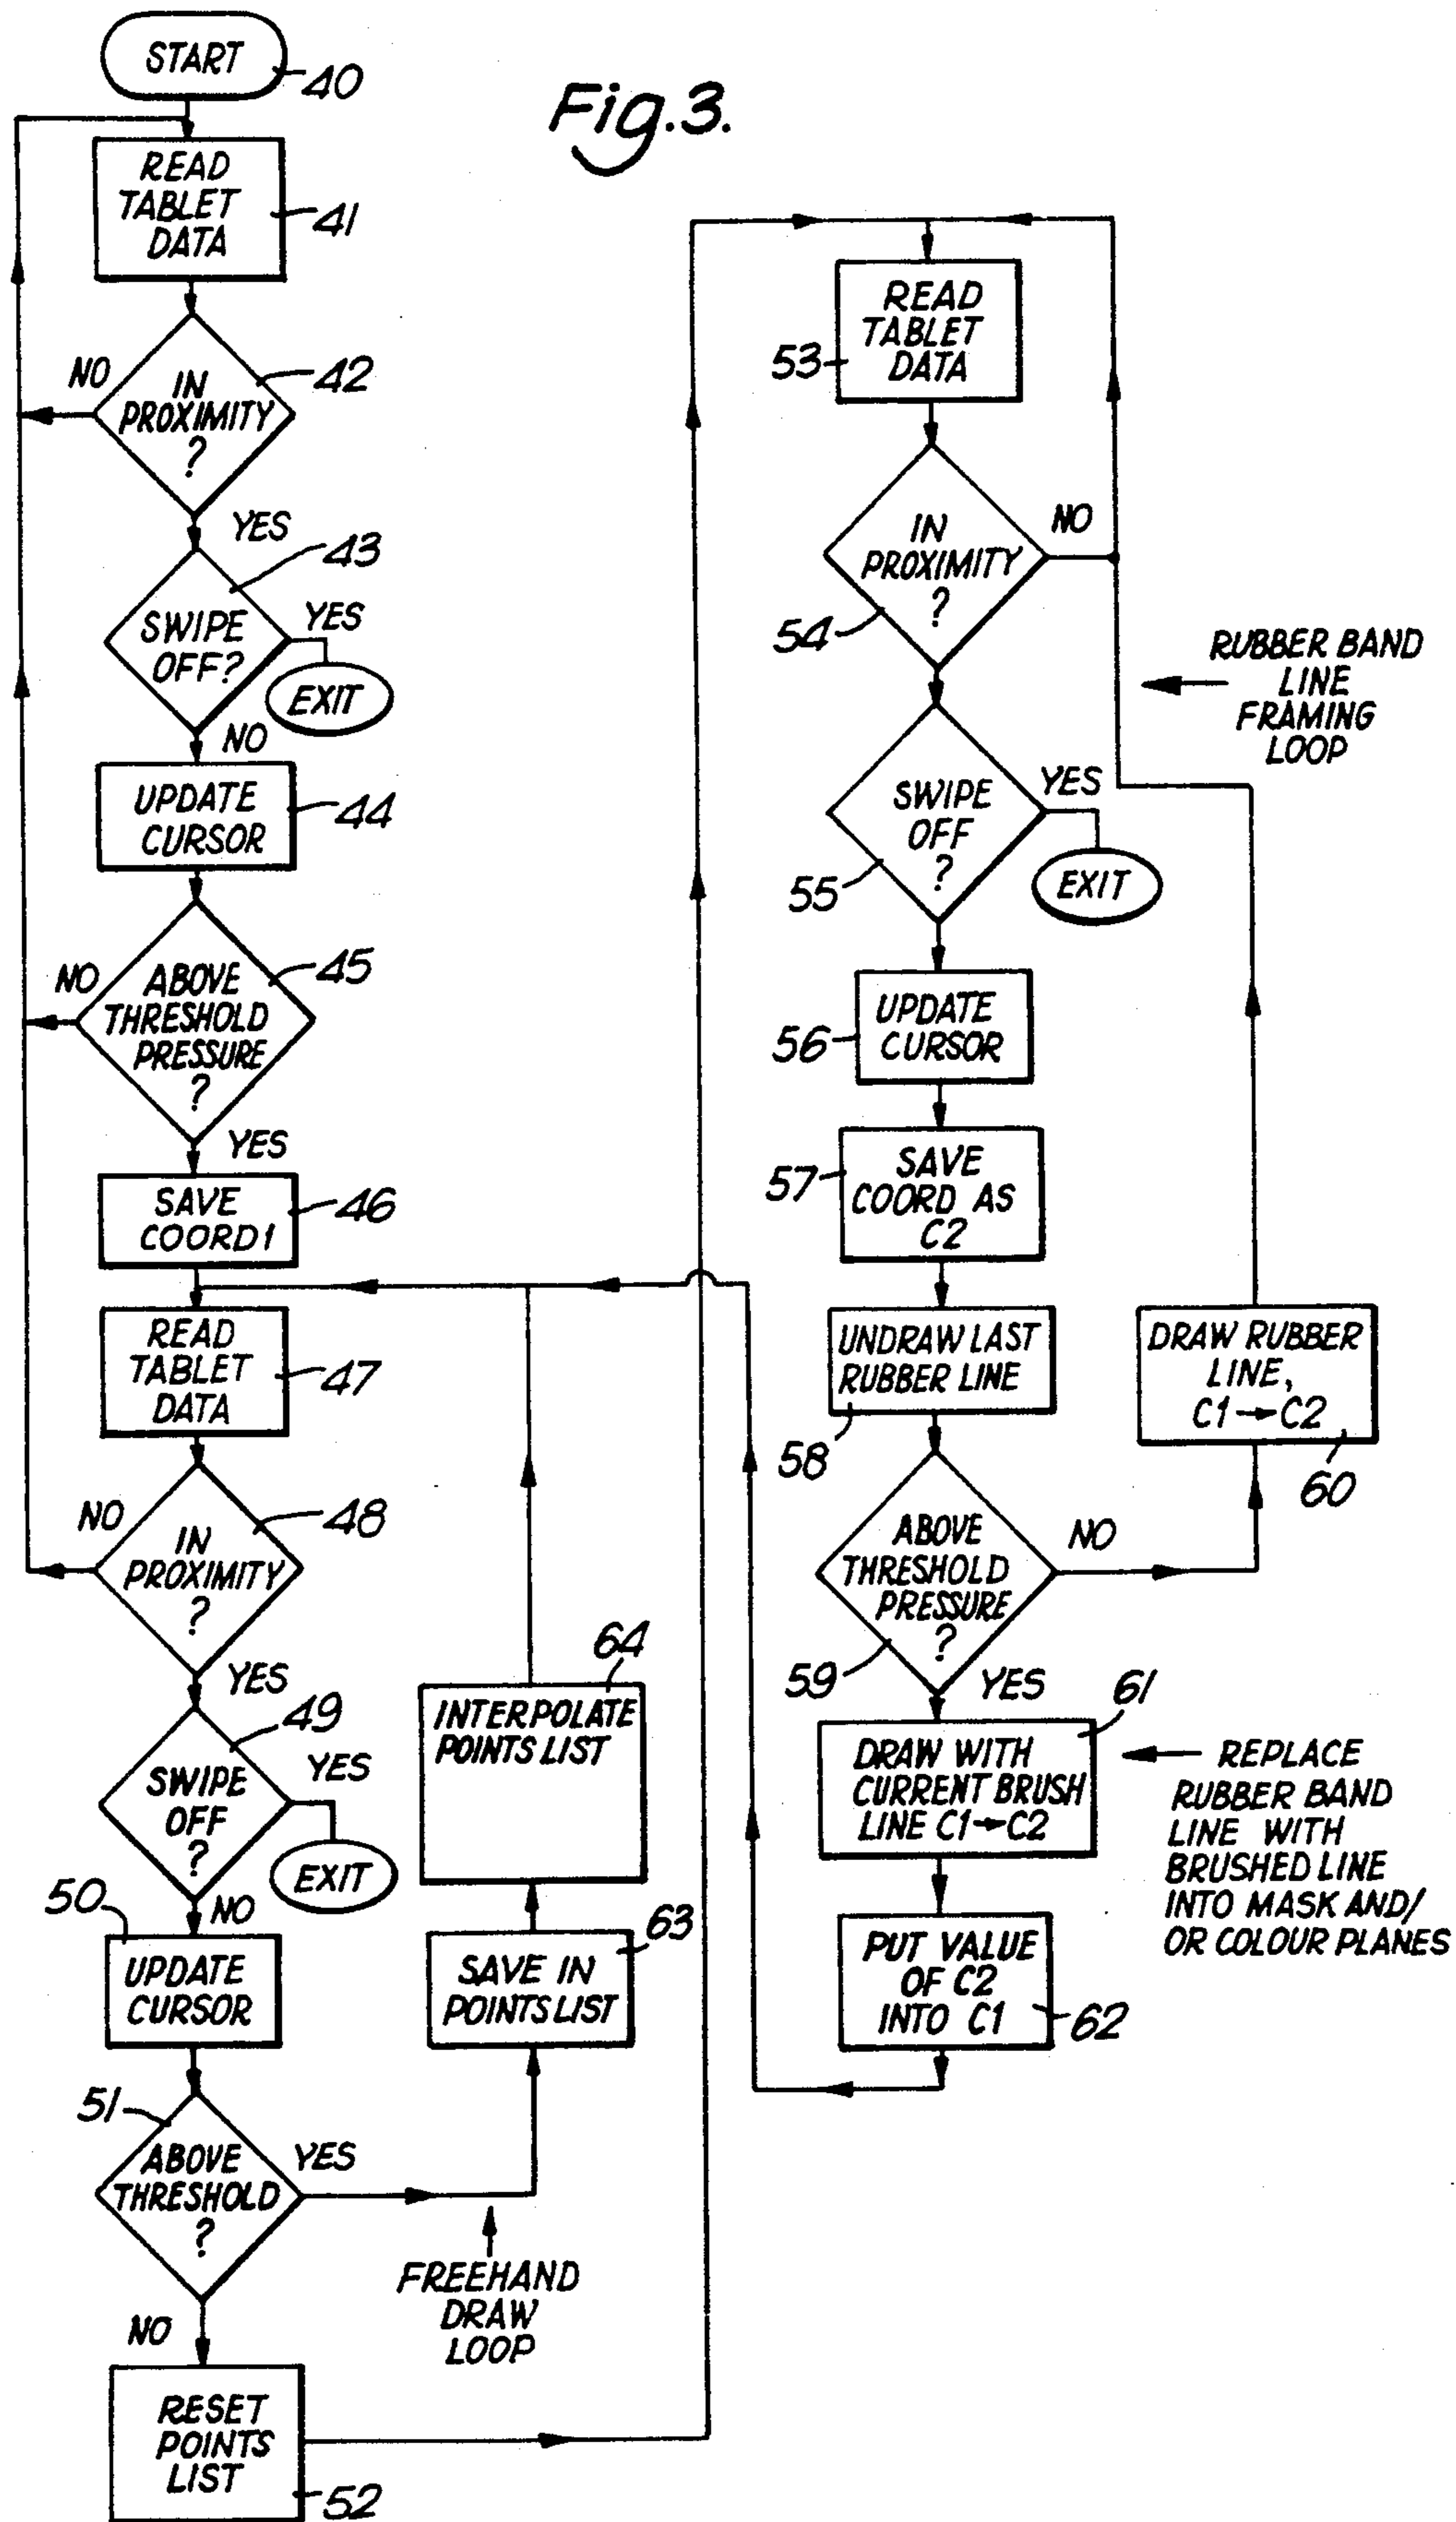 Fig.3.
START
40
READ
TABLET
DATA
41
IN
PROXIMITY
?
42
NO
YES
SWIPE
OFF?
43
YES
EXIT
NO
UPDATE
CURSOR
44
ABOVE
THRESHOLD
PRESSURE
?
45
NO
YES
SAVE
COORD1
46
READ
TABLET
DATA
47
IN
PROXIMITY
?
48
NO
YES
SWIPE
OFF
?
49
YES
EXIT
NO
50
UPDATE
CURSOR
51
ABOVE
THRESHOLD
?
YES
FREEHAND
DRAW
LOOP
NO
RESET
POINTS
LIST
52
64
INTERPOLATE
POINTS LIST
63
SAVE IN
POINTS LIST
READ
TABLET
DATA
53
IN
PROXIMITY
?
54
NO
RUBBER BAND
LINE
FRAMING
LOOP
SWIPE
OFF
?
55
YES
EXIT
UPDATE
CURSOR
56
SAVE
COORD AS
C2
57
UNDRAW LAST
RUBBER LINE
58
DRAW RUBBER
LINE,
C1→C2
60
ABOVE
THRESHOLD
PRESSURE
?
59
NO
YES
61
DRAW WITH
CURRENT BRUSH
LINE C1→C2
REPLACE
RUBBER BAND
LINE WITH
BRUSHED LINE
INTO MASK AND/
OR COLOUR PLANES
PUT VALUE
OF C2
INTO C1
62